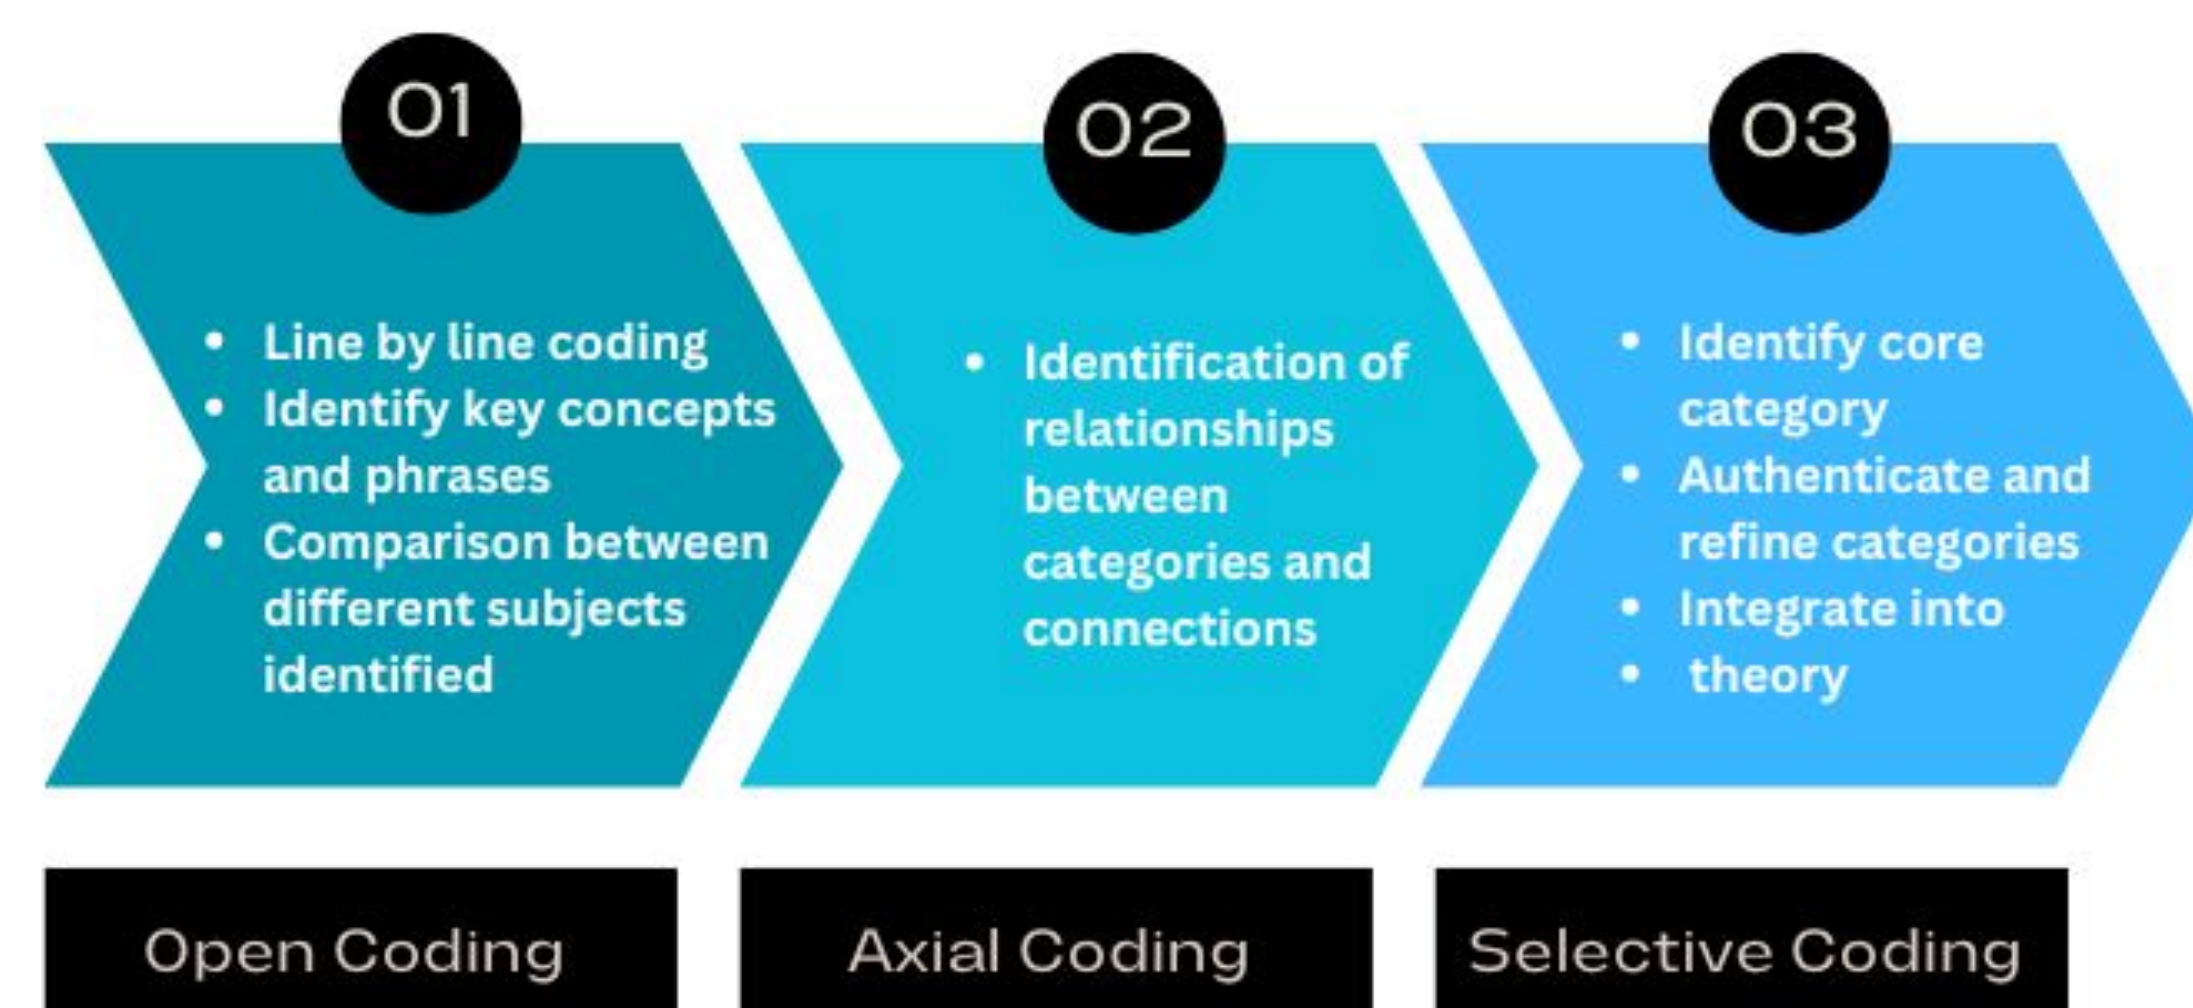 01
• Line by line coding
• Identify key concepts
and phrases
• Comparison between
different subjects
identified
Open Coding
02
• Identification of
relationships
between
categories and
connections
Axial Coding
03
• Identify core
category
• Authenticate and
refine categories
• Integrate into
• theory
Selective Coding